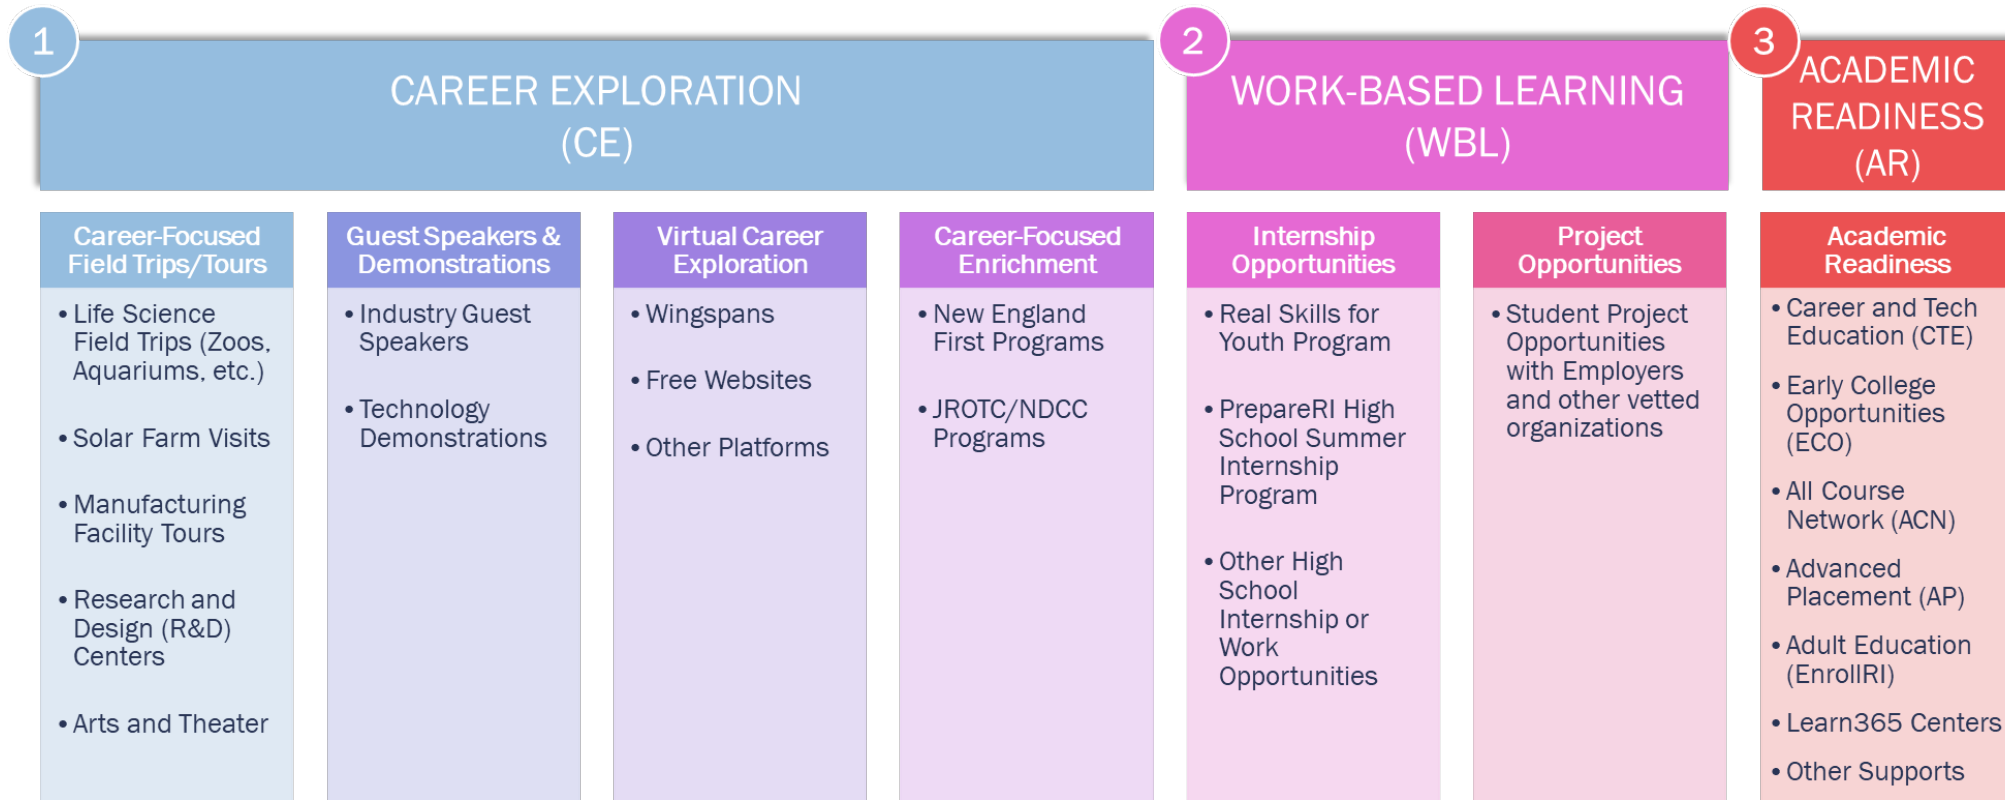 1
CAREER EXPLORATION
(CE)
2
WORK-BASED LEARNING
(WBL)
3
ACADEMIC
READINESS
(AR)
Career-Focused
Field Trips/Tours
• Life Science
Field Trips (Zoos,
Aquariums, etc.)
• Solar Farm Visits
• Manufacturing
Facility Tours
• Research and
Design (R&D)
Centers
• Arts and Theater
Guest Speakers &
Demonstrations
• Industry Guest
Speakers
• Technology
Demonstrations
Virtual Career
Exploration
• Wingspans
• Free Websites
• Other Platforms
Career-Focused
Enrichment
• New England
First Programs
• JROTC/NDCC
Programs
Internship
Opportunities
• Real Skills for
Youth Program
• PrepareRI High
School Summer
Internship
Program
• Other High
School
Internship or
Work
Opportunities
Project
Opportunities
• Student Project
Opportunities
with Employers
and other vetted
organizations
Academic
Readiness
• Career and Tech
Education (CTE)
• Early College
Opportunities
(ECO)
• All Course
Network (ACN)
• Advanced
Placement (AP)
• Adult Education
(EnrollRI)
• Learn365 Centers
• Other Supports